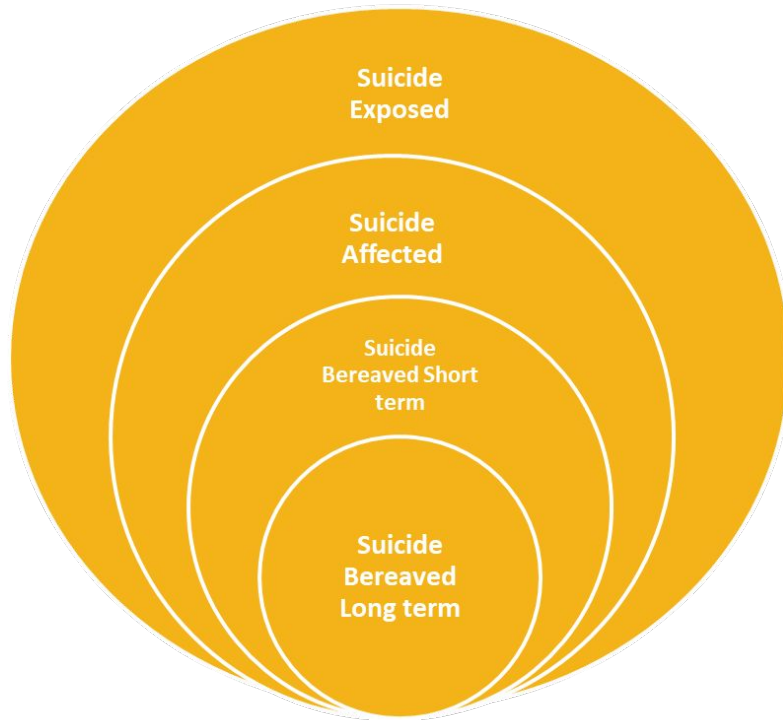 Suicide
Exposed
Suicide
Affected
Suicide
Bereaved Short
term
Suicide
Bereaved
Long term